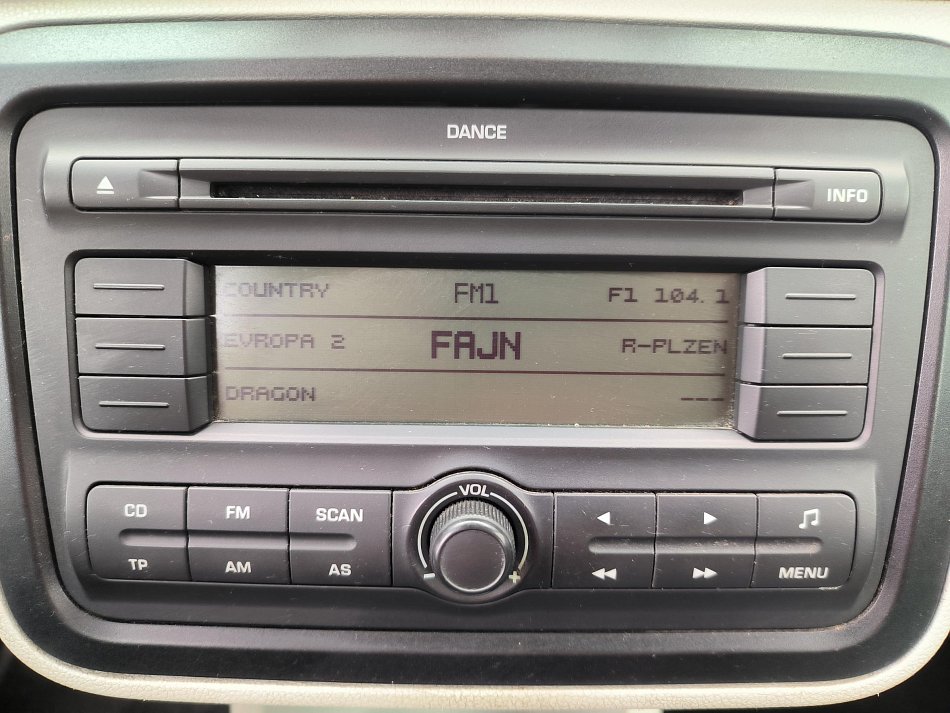 DANCE
INFO
COUNTRY FM1 F1 104.1
EVROPA 2 FAJN R-PLZEN
DRAGON ---
CD FM SCAN VOL
TP AM AS - + MENU